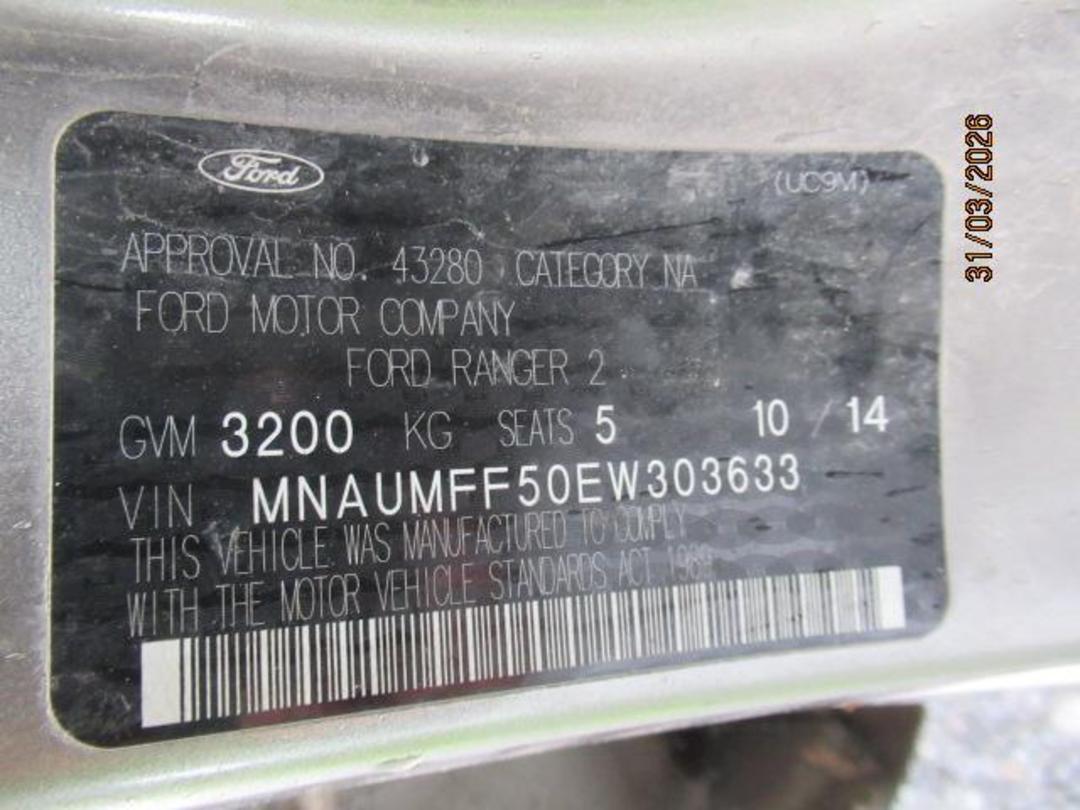 Ford
(UC9M)
APPROVAL NO. 43280 CATEGORY NA
FORD MOTOR COMPANY
FORD RANGER 2
GVM 3200 KG SEATS 5 10 / 14
VIN MNAUMFF50EW303633
THIS VEHICLE WAS MANUFACTURED TO COMPLY
WITH THE MOTOR VEHICLE STANDARDS ACT 1989
31/03/2026